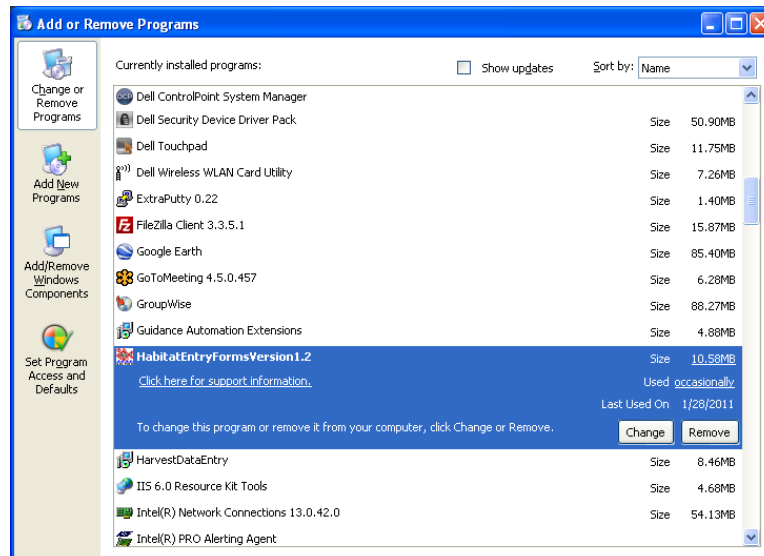 Add or Remove Programs
Change or
Remove
Programs
Add New
Programs
Add/Remove
Windows
Components
Set Program
Access and
Defaults
Currently installed programs:
Show updates
Sort by: Name
Dell ControlPoint System Manager
Dell Security Device Driver Pack Size 50.90MB
Dell Touchpad Size 11.75MB
Dell Wireless WLAN Card Utility Size 7.26MB
ExtraPutty 0.22 Size 1.40MB
FileZilla Client 3.3.5.1 Size 15.87MB
Google Earth Size 85.40MB
GoToMeeting 4.5.0.457 Size 6.28MB
GroupWise Size 88.27MB
Guidance Automation Extensions Size 4.88MB
HabitatEntryFormsVersion1.2 Size 10.58MB
Click here for support information. Used occasionally
Last Used On 1/28/2011
To change this program or remove it from your computer, click Change or Remove. Change Remove
HarvestDataEntry Size 8.46MB
IIS 6.0 Resource Kit Tools Size 4.68MB
Intel(R) Network Connections 13.0.42.0 Size 54.13MB
Intel(R) PRO Alerting Agent